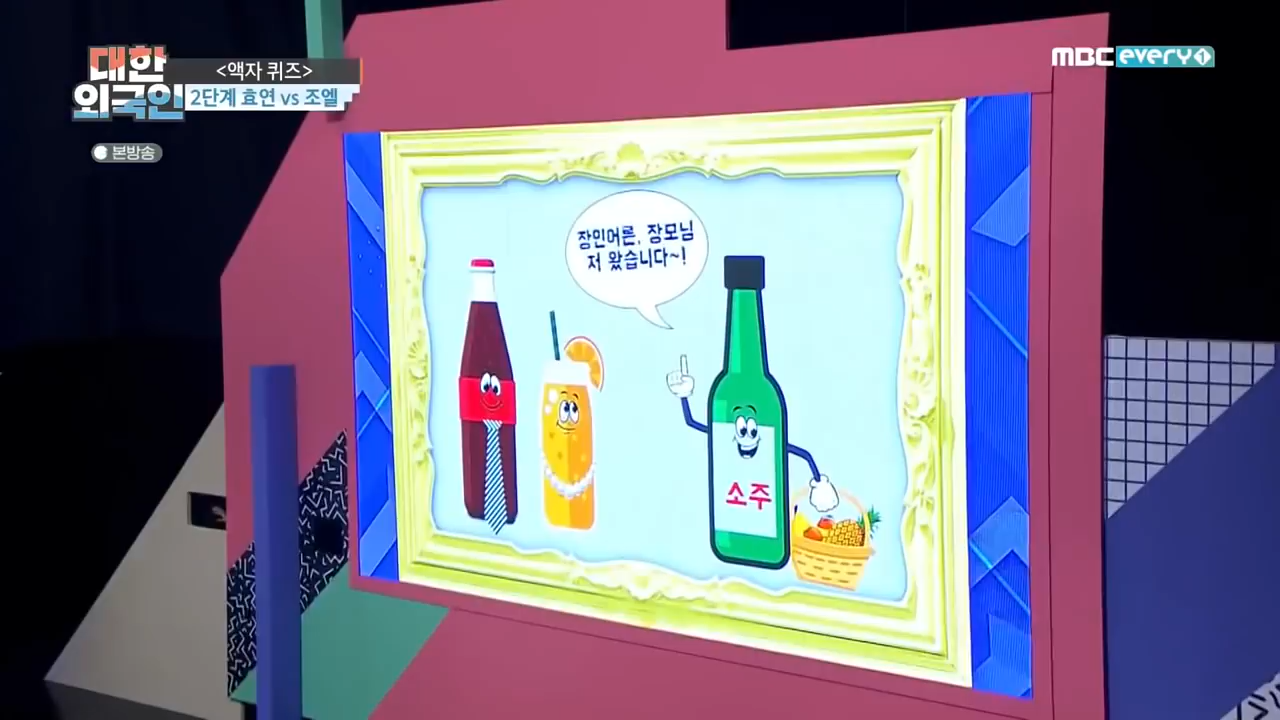 대한
외국인
<액자 퀴즈>
2단계 효연 vs 조엘
본방송
MBC every1
장인어른, 장모님
저 왔습니다~!
소주